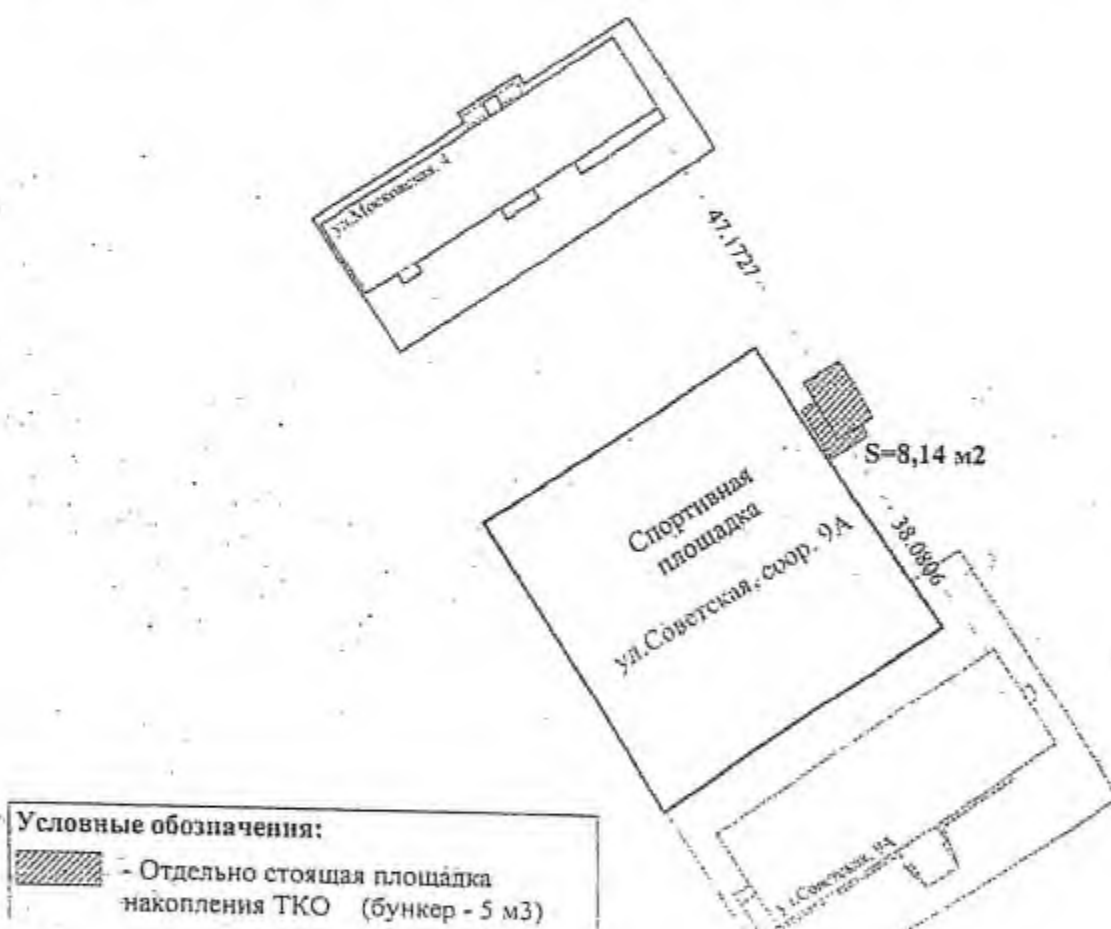 ул.Московская, 4
47.1727
S=8,14 м2
Спортивная
площадка
ул.Советская, соор. 9А
38.0806
ул.Советская, 9А
Условные обозначения:
- Отдельно стоящая площадка
накопления ТКО (бункер - 5 м3)